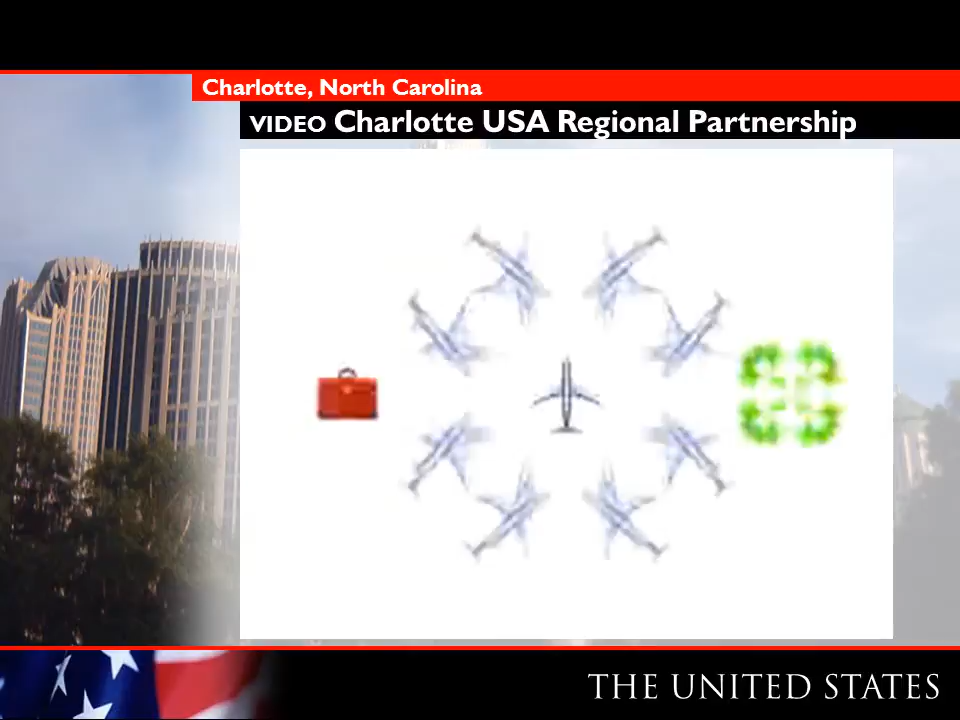 Charlotte, North Carolina
VIDEO Charlotte USA Regional Partnership
THE UNITED STATES